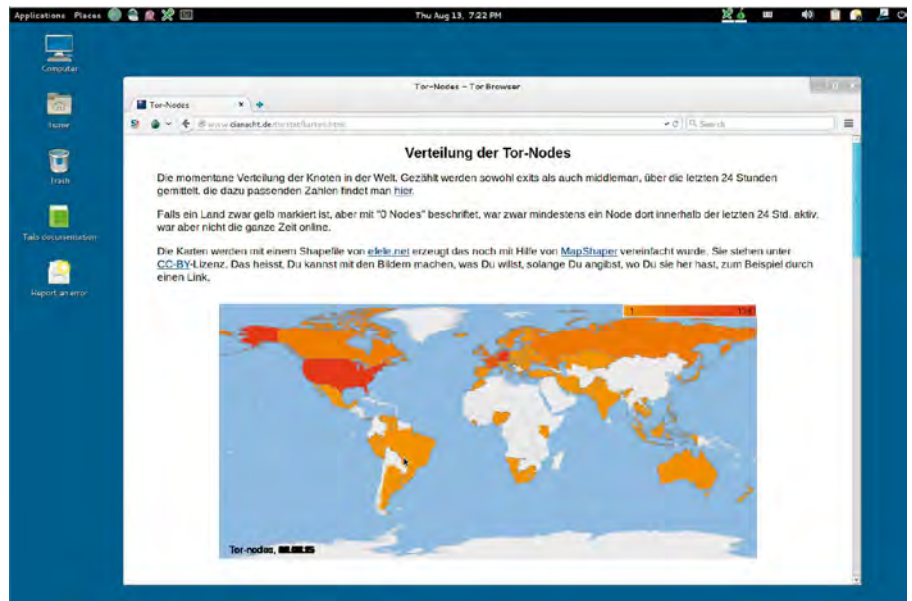 Applications Places Thu Aug 13, 7:22 PM
Computer
Home
Trash
Tails documentation
Report an error
Tor-Nodes - Tor Browser
Tor-Nodes
www.dianacht.de/torstat/karten.html Search
Verteilung der Tor-Nodes
Die momentane Verteilung der Knoten in der Welt. Gezählt werden sowohl exits als auch middleman, über die letzten 24 Stunden
gemittelt, die dazu passenden Zahlen findet man hier.
Falls ein Land zwar gelb markiert ist, aber mit "0 Nodes" beschriftet, war zwar mindestens ein Node dort innerhalb der letzten 24 Std. aktiv,
war aber nicht die ganze Zeit online.
Die Karten werden mit einem Shapefile von efele.net erzeugt das noch mit Hilfe von MapShaper vereinfacht wurde. Sie stehen unter
CC-BY-Lizenz. Das heisst, Du kannst mit den Bildern machen, was Du willst, solange Du angibst, wo Du sie her hast, zum Beispiel durch
einen Link.
1
Tor-nodes,